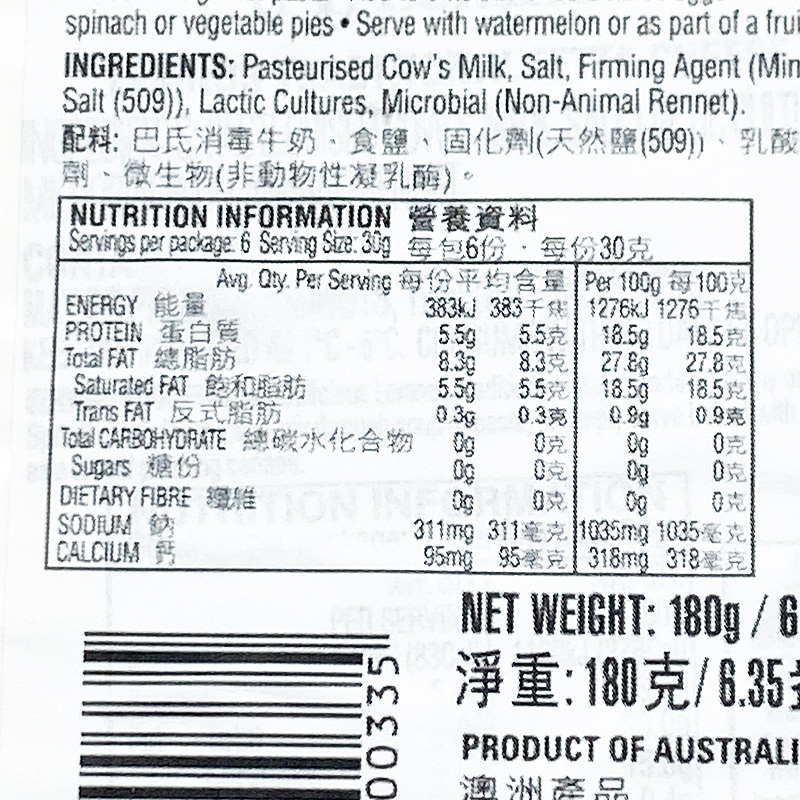 spinach or vegetable pies • Serve with watermelon or as part of a frui
INGREDIENTS: Pasteurised Cow's Milk, Salt, Firming Agent (Min
Salt (509)), Lactic Cultures, Microbial (Non-Animal Rennet).
配料: 巴氏消毒牛奶、食鹽、固化劑(天然鹽(509))、乳酸
劑、微生物(非動物性凝乳酶)。
NUTRITION INFORMATION 營養資料
Servings per package: 6 Serving Size: 30g 每包6份．每份30克
Avg. Qty. Per Serving 每份平均含量 Per 100g 每100克
ENERGY 能量 383kJ 383千焦 1276kJ 1276千焦
PROTEIN 蛋白質 5.5g 5.5克 18.5g 18.5克
Total FAT 總脂肪 8.3g 8.3克 27.8g 27.8克
Saturated FAT 飽和脂肪 5.5g 5.5克 18.5g 18.5克
Trans FAT 反式脂肪 0.3g 0.3克 0.9g 0.9克
Total CARBOHYDRATE 總碳水化合物 0g 0克 0g 0克
Sugars 糖份 0g 0克 0g 0克
DIETARY FIBRE 纖維 0g 0克 0g 0克
SODIUM 鈉 311mg 311毫克 1035mg 1035毫克
CALCIUM 鈣 95mg 95毫克 318mg 318毫克
NET WEIGHT: 180g / 6
淨重: 180克/ 6.35
00335
PRODUCT OF AUSTRALI
澳洲產品